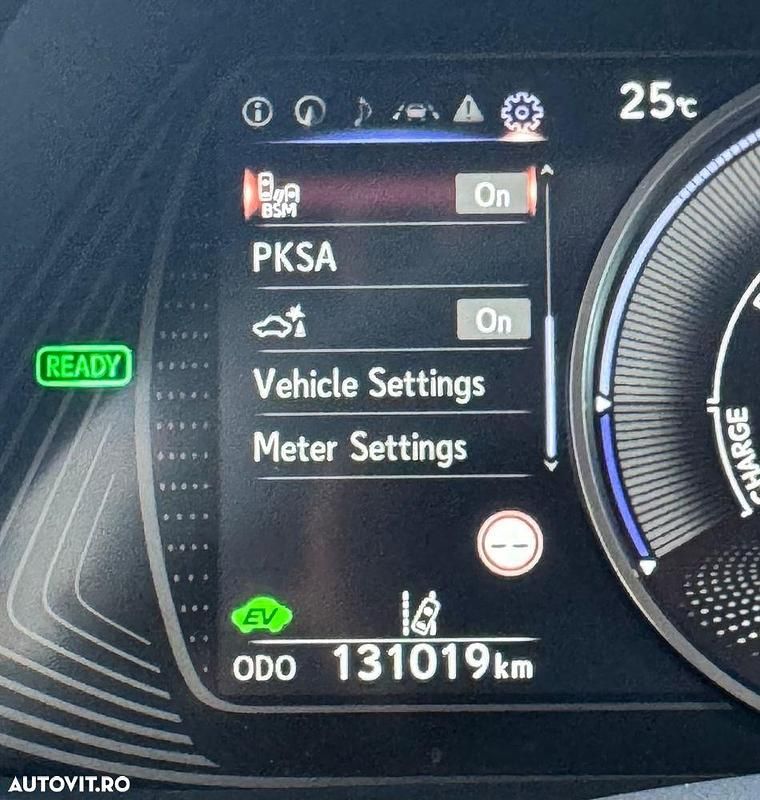 25°C
BSM On
PKSA
On
READY
Vehicle Settings
Meter Settings
CHARGE
--
EV
ODO 131019km
AUTOVIT.RO